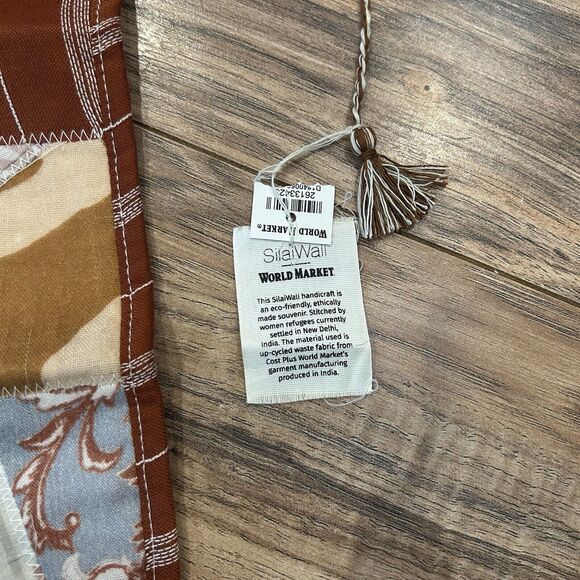 WORLD MARKET®
SilaiWali
WORLD MARKET
This SilaiWali handicraft is
an eco-friendly, ethically
made souvenir. Stitched by
women refugees currently
settled in New Delhi,
India. The material used is
up-cycled waste fabric from
Cost Plus World Market's
garment manufacturing
produced in India.